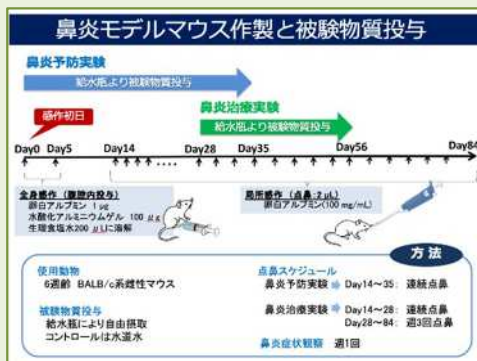 鼻炎モデルマウス作製と被験物質投与
鼻炎予防実験
給水瓶より被験物質投与
感作初日
鼻炎治療実験
給水瓶より被験物質投与
Day0 Day5 Day14 Day28 Day35 Day56 Day84
全身感作（腹腔内投与）
卵白アルブミン 1 μg
水酸化アルミニウムゲル 100 μg
生理食塩水200 μLに溶解
局所感作（点鼻:2 μL）
卵白アルブミン(100 mg/mL)
方法
使用動物
6週齢 BALB/c系雌性マウス
被験物質投与
給水瓶により自由摂取
コントロールは水道水
点鼻スケジュール
鼻炎予防実験 ➡ Day14～35: 連続点鼻
鼻炎治療実験 ➡ Day14～28: 連続点鼻
Day28～84: 週3回点鼻
鼻炎症状観察 週1回